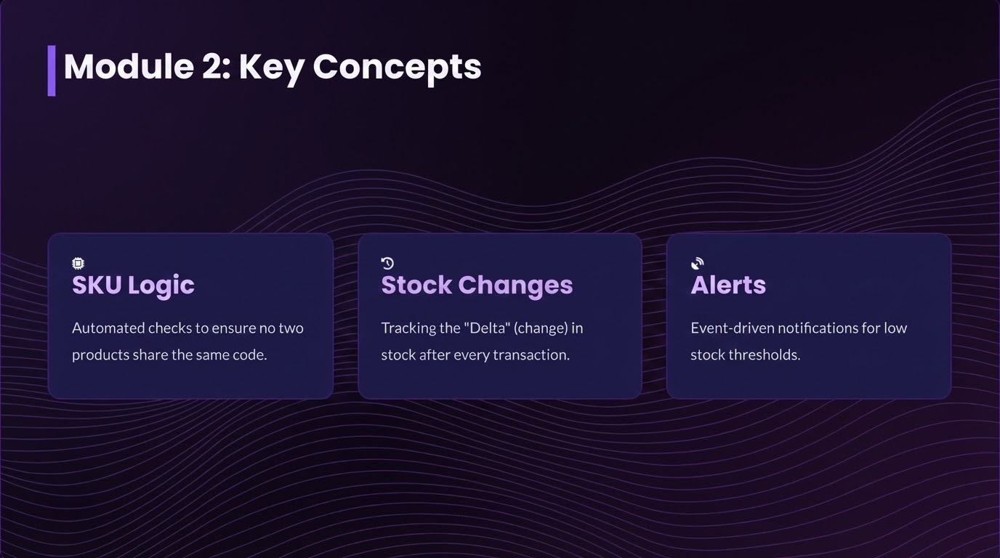 Module 2: Key Concepts
SKU Logic
Automated checks to ensure no two
products share the same code.
Stock Changes
Tracking the "Delta" (change) in
stock after every transaction.
Alerts
Event-driven notifications for low
stock thresholds.